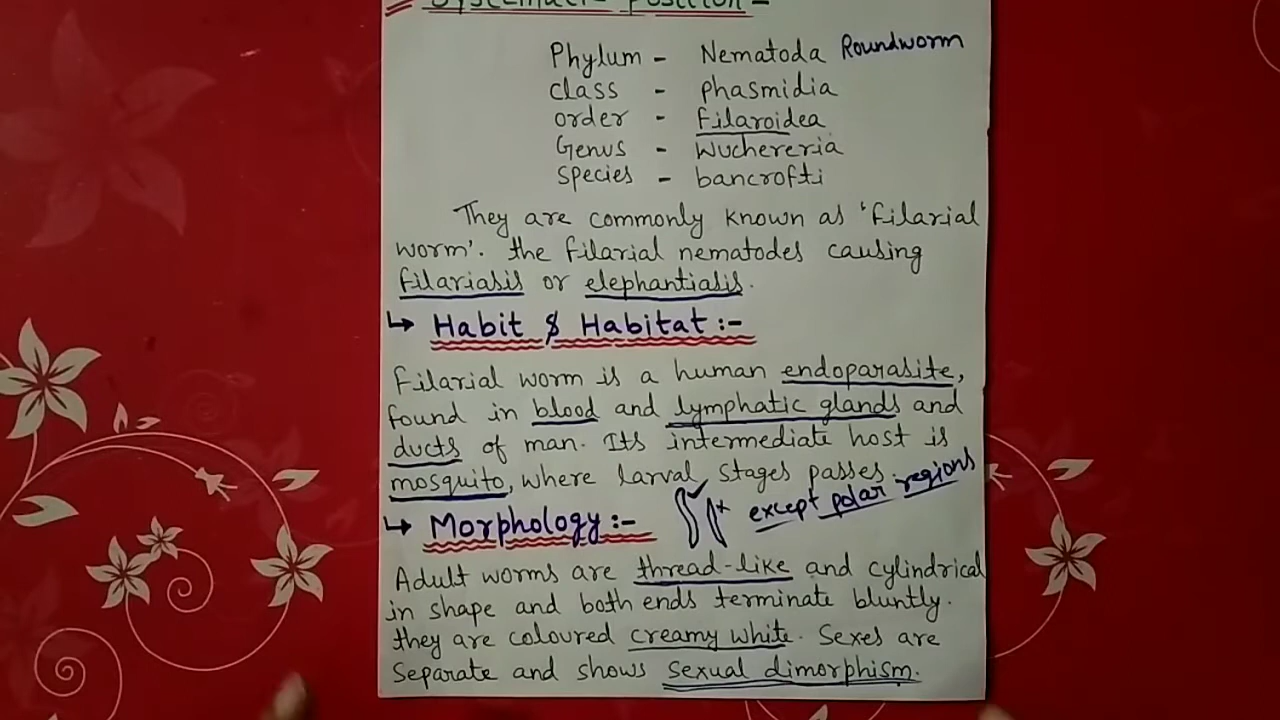 Systematic Position -
Phylum - Nematoda Roundworm
class - phasmidia
order - Filaroidea
Genus - Wuchereria
Species - bancrofti
They are commonly known as 'filarial
worm'. the filarial nematodes causing
filariasis or elephantiasis.
↳ Habit & Habitat :-
Filarial worm is a human endoparasite,
found in blood and lymphatic glands and
ducts of man. Its intermediate host is
mosquito, where larval stages passes.
except polar regions
↳ Morphology :-
Adult worms are thread-like and cylindrical
in shape and both ends terminate bluntly.
they are coloured creamy white. Sexes are
separate and shows sexual dimorphism.